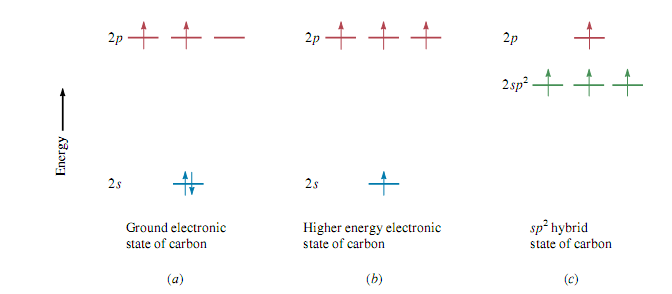 2p
2p
2p
2sp²
Energy
2s
2s
Ground electronic
state of carbon
Higher energy electronic
state of carbon
sp² hybrid
state of carbon
(a)
(b)
(c)